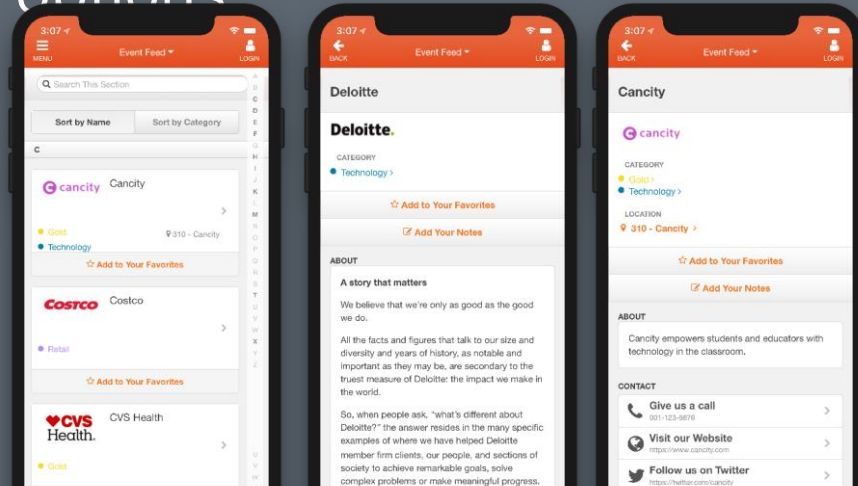 3:07
MENU
Event Feed
LOGIN
Search This Section
Sort by Name
Sort by Category
C
cancity
Cancity
Gold
310 - Cancity
Technology
Add to Your Favorites
COSTCO
Costco
Retail
Add to Your Favorites
CVS Health.
CVS Health
Gold
A
B
C
D
E
F
G
H
I
J
K
L
M
N
O
P
Q
R
S
T
U
V
W
X
Y
Z
U
V
W
3:07
BACK
Event Feed
LOGIN
Deloitte
Deloitte.
CATEGORY
Technology
Add to Your Favorites
Add Your Notes
ABOUT
A story that matters
We believe that we're only as good as the good
we do.
All the facts and figures that talk to our size and
diversity and years of history, as notable and
important as they may be, are secondary to the
truest measure of Deloitte: the impact we make in
the world.
So, when people ask, "what's different about
Deloitte?" the answer resides in the many specific
examples of where we have helped Deloitte
member firm clients, our people, and sections of
society to achieve remarkable goals, solve
complex problems or make meaningful progress.
3:07
BACK
Event Feed
LOGIN
Cancity
cancity
CATEGORY
Gold
Technology
LOCATION
310 - Cancity
Add to Your Favorites
Add Your Notes
ABOUT
Cancity empowers students and educators with
technology in the classroom.
CONTACT
Give us a call
001-123-5676
Visit our Website
https://www.cancity.com
Follow us on Twitter
https://twitter.com/cancity